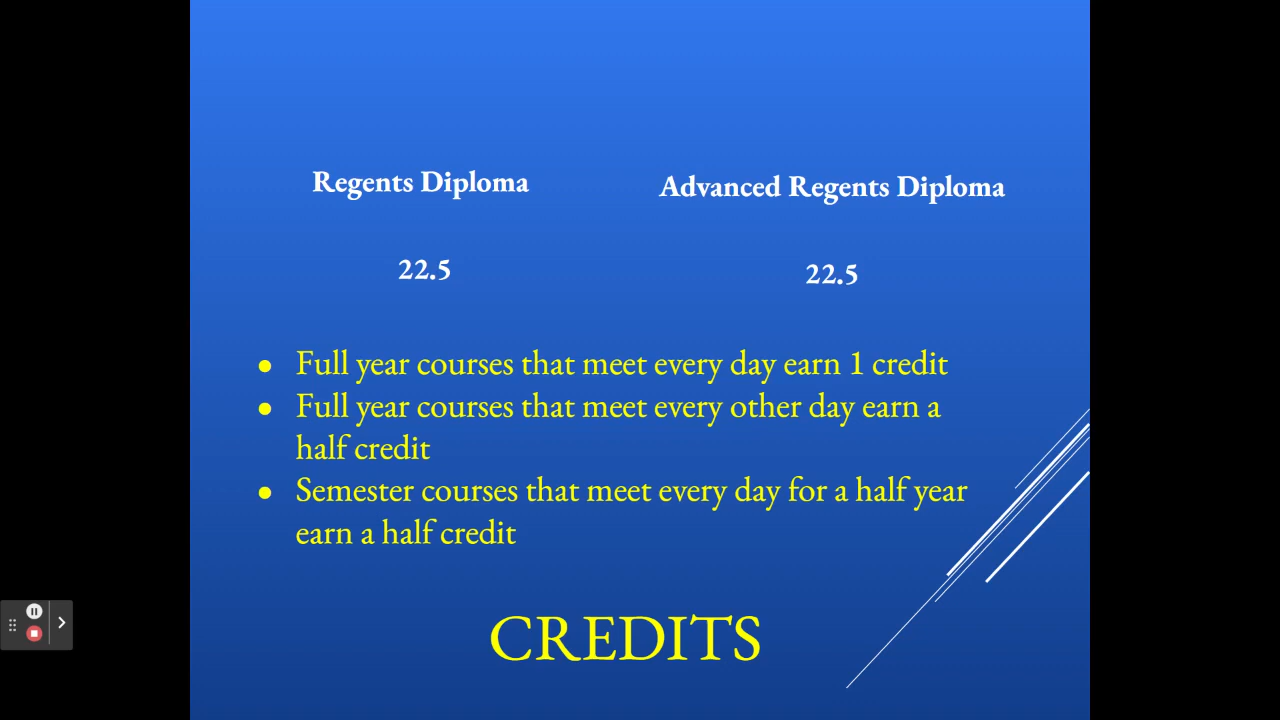 Regents Diploma
Advanced Regents Diploma
22.5
22.5
● Full year courses that meet every day earn 1 credit
● Full year courses that meet every other day earn a
half credit
● Semester courses that meet every day for a half year
earn a half credit
CREDITS